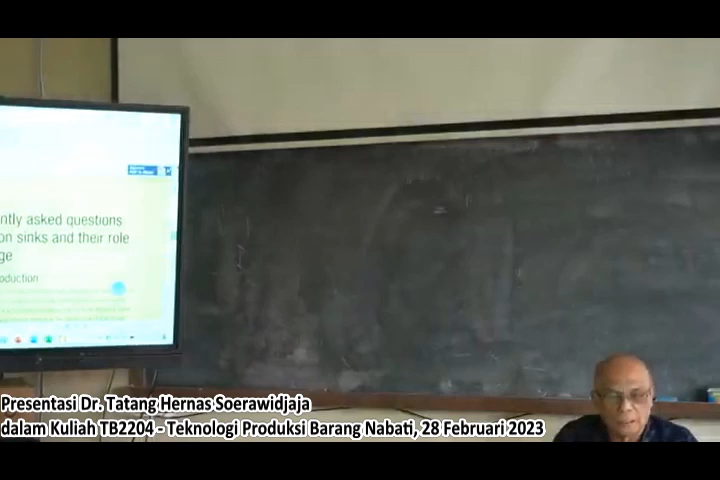 ntly asked questions
on sinks and their role
ge
oduction
Presentasi Dr. Tatang Hernas Soerawidjaja
dalam Kuliah TB2204 - Teknologi Produksi Barang Nabati, 28 Februari 2023